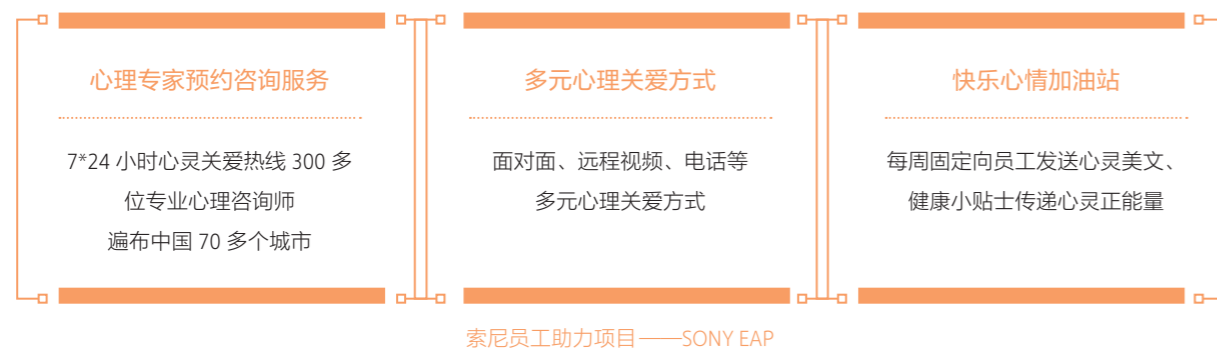 心理专家预约咨询服务
7*24 小时心灵关爱热线 300 多
位专业心理咨询师
遍布中国 70 多个城市
多元心理关爱方式
面对面、远程视频、电话等
多元心理关爱方式
快乐心情加油站
每周固定向员工发送心灵美文、
健康小贴士传递心灵正能量
索尼员工助力项目——SONY EAP